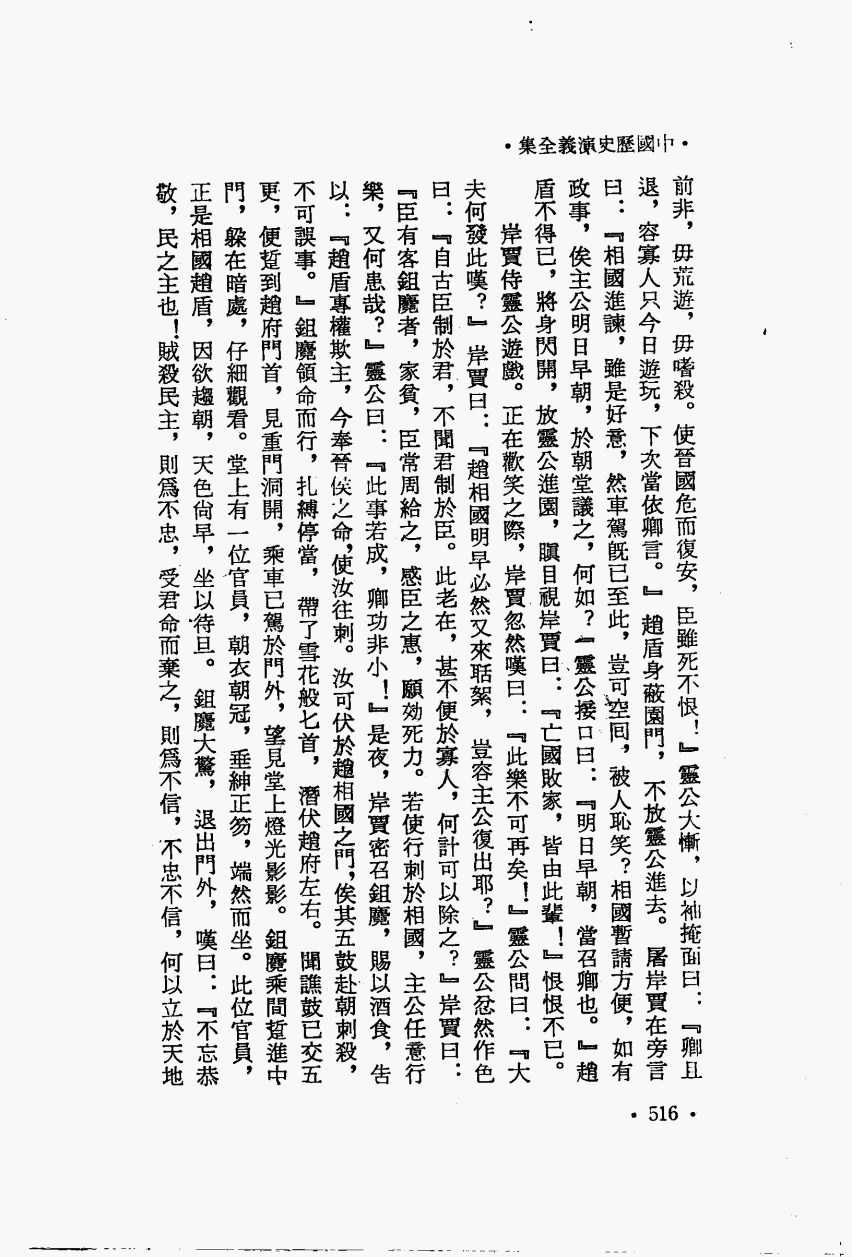 ·中國歷史演義全集·
前非，毋荒遊，毋嗜殺。使晉國危而復安，臣雖死不恨！』靈公大慚，以袖掩面曰：『卿且
退，容寡人只今日遊玩，下次當依卿言。』趙盾身蔽園門，不放靈公進去。屠岸賈在旁言
曰：『相國進諫，雖是好意，然車駕旣已至此，豈可空囘，被人恥笑？相國暫請方便，如有
政事，俟主公明日早朝，於朝堂議之，何如？』靈公接口曰：『明日早朝，當召卿也。』趙
盾不得已，將身閃開，放靈公進園，瞋目視岸賈曰：『亡國敗家，皆由此輩！』恨恨不已。
岸賈侍靈公遊戲。正在歡笑之際，岸賈忽然嘆曰：『此樂不可再矣！』靈公問曰：『大
夫何發此嘆？』岸賈曰：『趙相國明早必然又來聒絮，豈容主公復出耶？』靈公忿然作色
曰：『自古臣制於君，不聞君制於臣。此老在，甚不便於寡人，何計可以除之？』岸賈曰：
『臣有客鉏麑者，家貧，臣常周給之，感臣之惠，願効死力。若使行刺於相國，主公任意行
樂，又何患哉？』靈公曰：『此事若成，卿功非小！』是夜，岸賈密召鉏麑，賜以酒食，告
以：『趙盾專權欺主，今奉晉侯之命，使汝往刺。汝可伏於趙相國之門，俟其五鼓赴朝刺殺，
不可誤事。』鉏麑領命而行，扎縛停當，帶了雪花般匕首，潛伏趙府左右。聞譙鼓已交五
更，便踅到趙府門首，見重門洞開，乘車已駕於門外，望見堂上燈光影影。鉏麑乘間踅進中
門，躲在暗處，仔細觀看。堂上有一位官員，朝衣朝冠，垂紳正笏，端然而坐。此位官員，
正是相國趙盾，因欲趨朝，天色尙早，坐以待旦。鉏麑大驚，退出門外，嘆曰：『不忘恭
敬，民之主也！賊殺民主，則爲不忠，受君命而棄之，則爲不信，不忠不信，何以立於天地
·516·